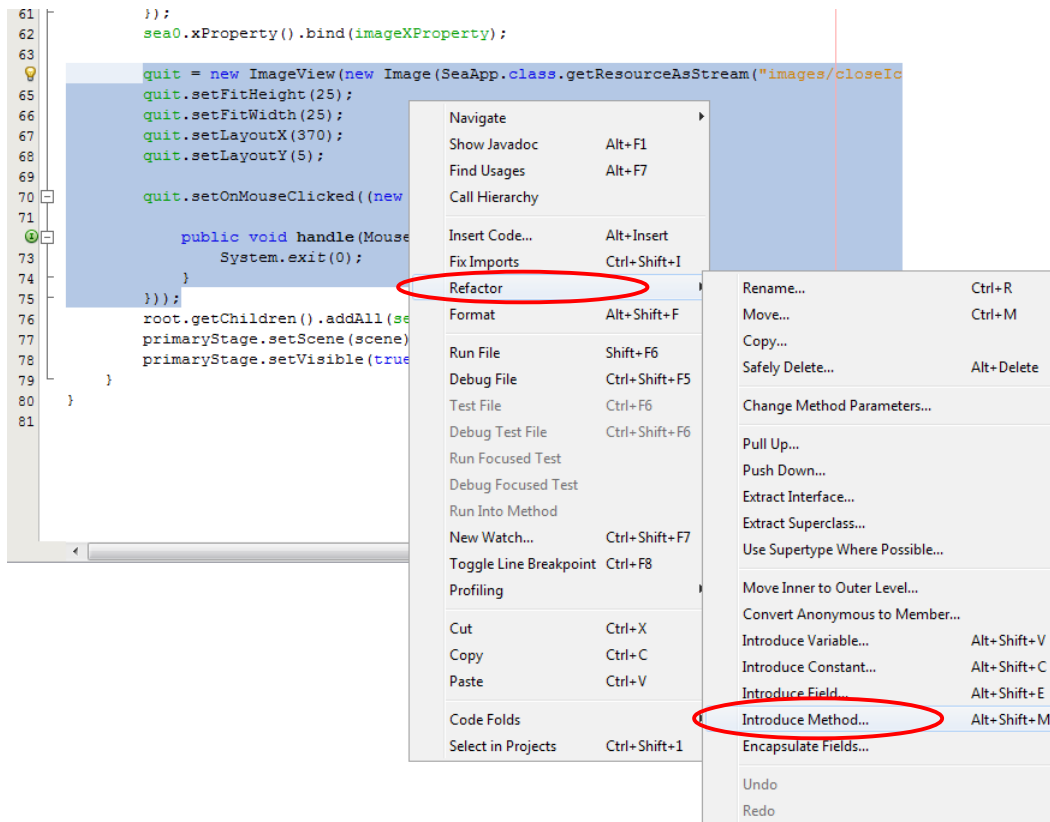 61 });
62 sea0.xProperty().bind(imageXProperty);
63
quit = new ImageView(new Image(SeaApp.class.getResourceAsStream("images/closeIc
65 quit.setFitHeight(25);
66 quit.setFitWidth(25);
67 quit.setLayoutX(370);
68 quit.setLayoutY(5);
69
70 quit.setOnMouseClicked((new
71
public void handle(Mouse
73 System.exit(0);
74 }
75 }));
76 root.getChildren().addAll(se
77 primaryStage.setScene(scene)
78 primaryStage.setVisible(true
79 }
80 }
81
Navigate
Show Javadoc Alt+F1
Find Usages Alt+F7
Call Hierarchy
Insert Code... Alt+Insert
Fix Imports Ctrl+Shift+I
Refactor
Format Alt+Shift+F
Run File Shift+F6
Debug File Ctrl+Shift+F5
Test File Ctrl+F6
Debug Test File Ctrl+Shift+F6
Run Focused Test
Debug Focused Test
Run Into Method
New Watch... Ctrl+Shift+F7
Toggle Line Breakpoint Ctrl+F8
Profiling
Cut Ctrl+X
Copy Ctrl+C
Paste Ctrl+V
Code Folds
Select in Projects Ctrl+Shift+1
Rename... Ctrl+R
Move... Ctrl+M
Copy...
Safely Delete... Alt+Delete
Change Method Parameters...
Pull Up...
Push Down...
Extract Interface...
Extract Superclass...
Use Supertype Where Possible...
Move Inner to Outer Level...
Convert Anonymous to Member...
Introduce Variable... Alt+Shift+V
Introduce Constant... Alt+Shift+C
Introduce Field... Alt+Shift+E
Introduce Method... Alt+Shift+M
Encapsulate Fields...
Undo
Redo